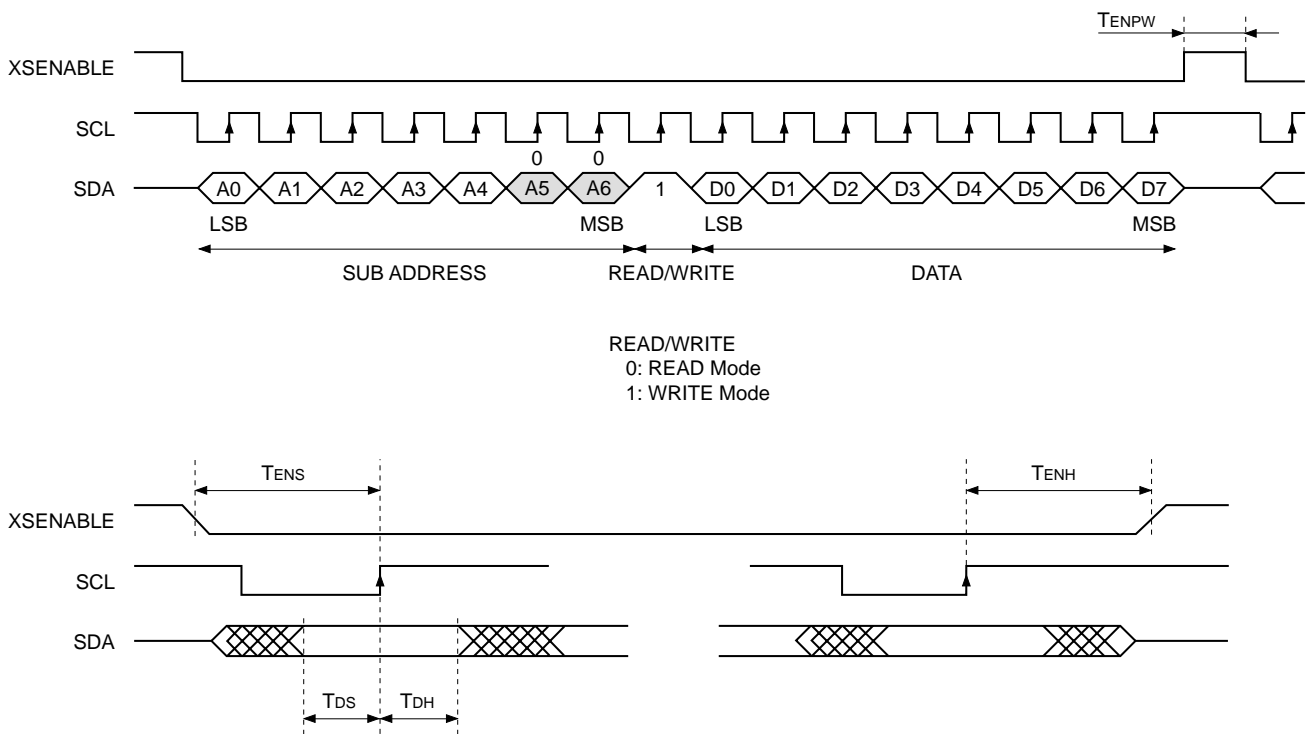 TENPW
XSENABLE
SCL
0 0
SDA A0 A1 A2 A3 A4 A5 A6 1 D0 D1 D2 D3 D4 D5 D6 D7
LSB MSB LSB MSB
SUB ADDRESS READ/WRITE DATA
READ/WRITE
0: READ Mode
1: WRITE Mode
TENS TENH
XSENABLE
SCL
SDA
TDS TDH